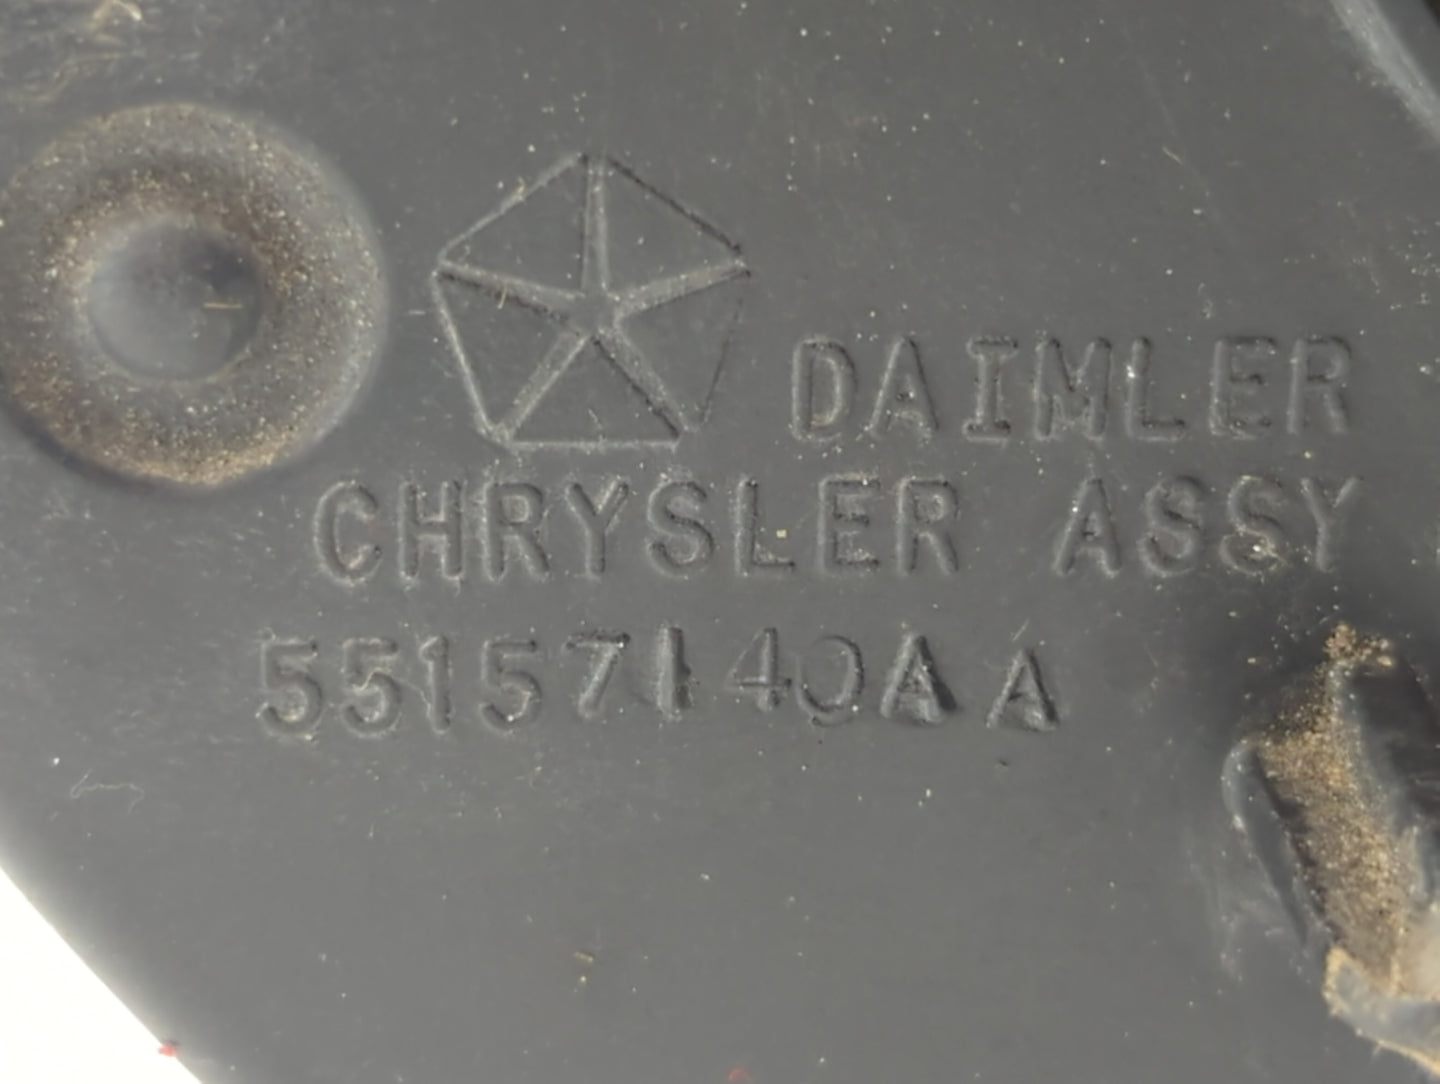 DAIMLER
CHRYSLER ASSY
55157140AA